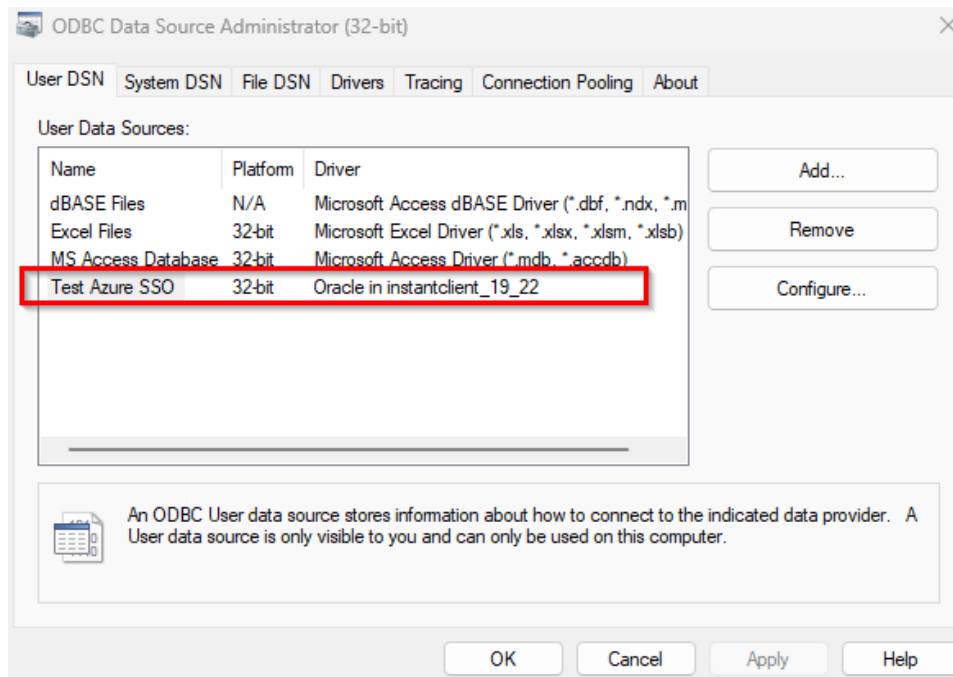 ODBC Data Source Administrator (32-bit)
User DSN System DSN File DSN Drivers Tracing Connection Pooling About
User Data Sources:
Name Platform Driver
dBASE Files N/A Microsoft Access dBASE Driver (*.dbf, *.ndx, *.m
Excel Files 32-bit Microsoft Excel Driver (*.xls, *.xlsx, *.xlsm, *.xlsb)
MS Access Database 32-bit Microsoft Access Driver (*.mdb, *.accdb)
Test Azure SSO 32-bit Oracle in instantclient_19_22
Add...
Remove
Configure...
An ODBC User data source stores information about how to connect to the indicated data provider. A
User data source is only visible to you and can only be used on this computer.
OK Cancel Apply Help